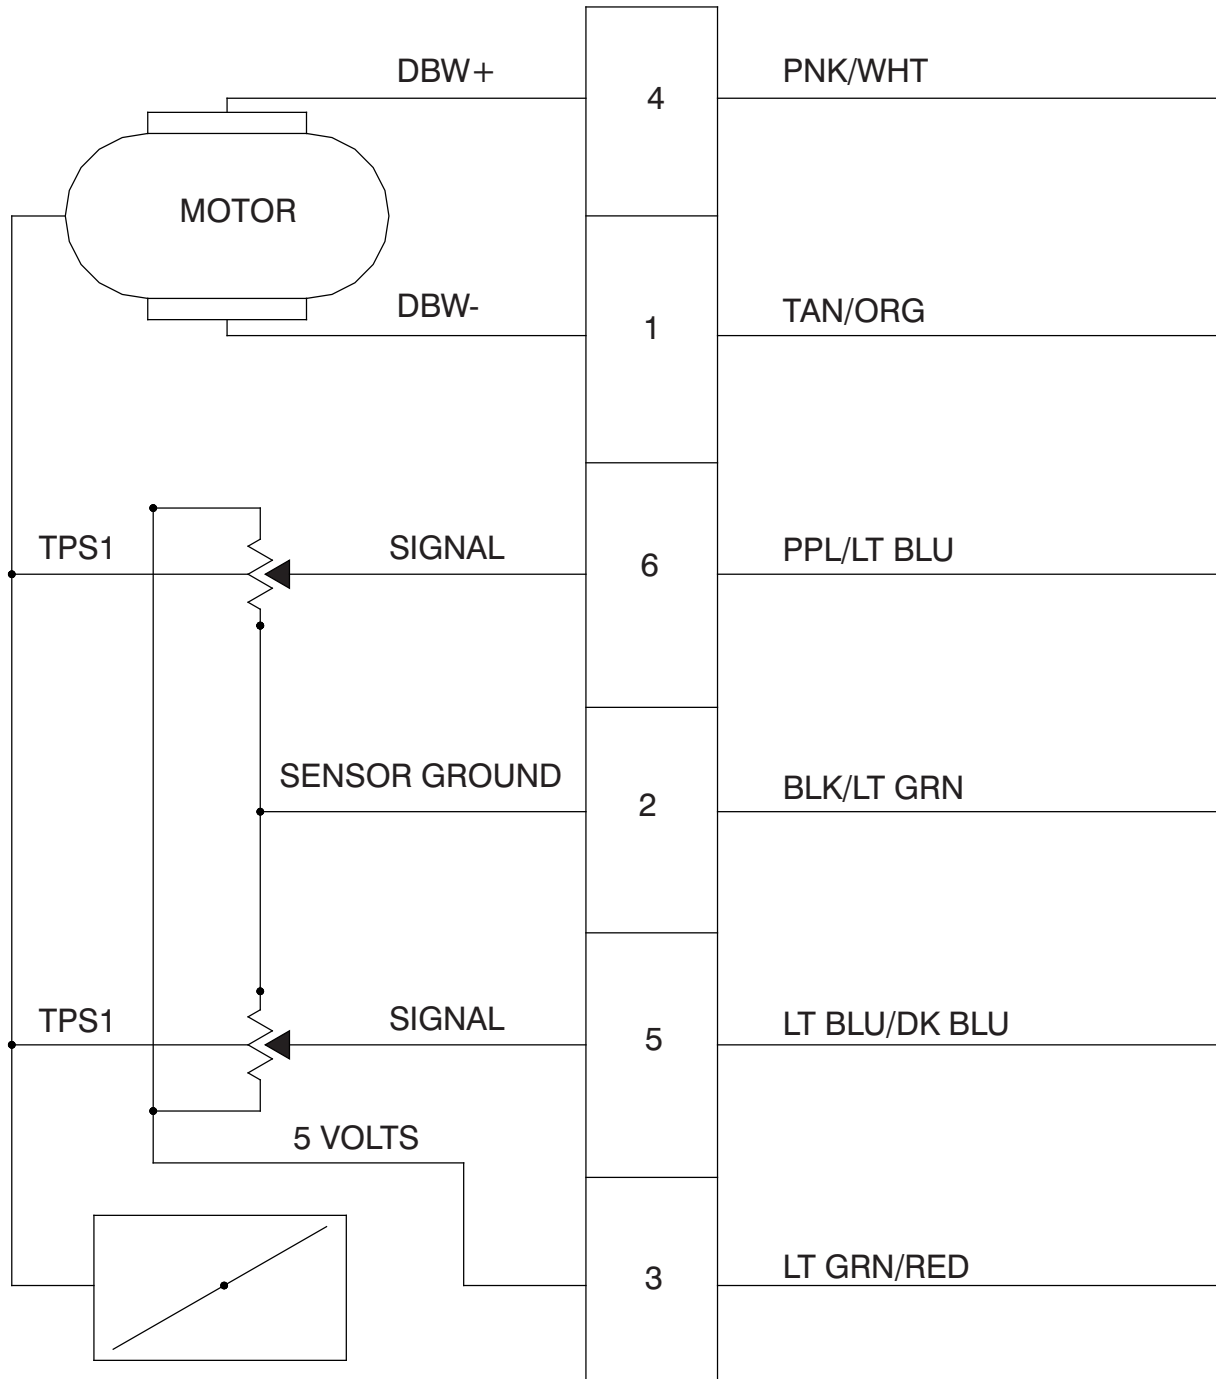 DBW+
4
PNK/WHT
MOTOR
DBW-
1
TAN/ORG
TPS1
SIGNAL
6
PPL/LT BLU
SENSOR GROUND
2
BLK/LT GRN
TPS1
SIGNAL
5
LT BLU/DK BLU
5 VOLTS
3
LT GRN/RED